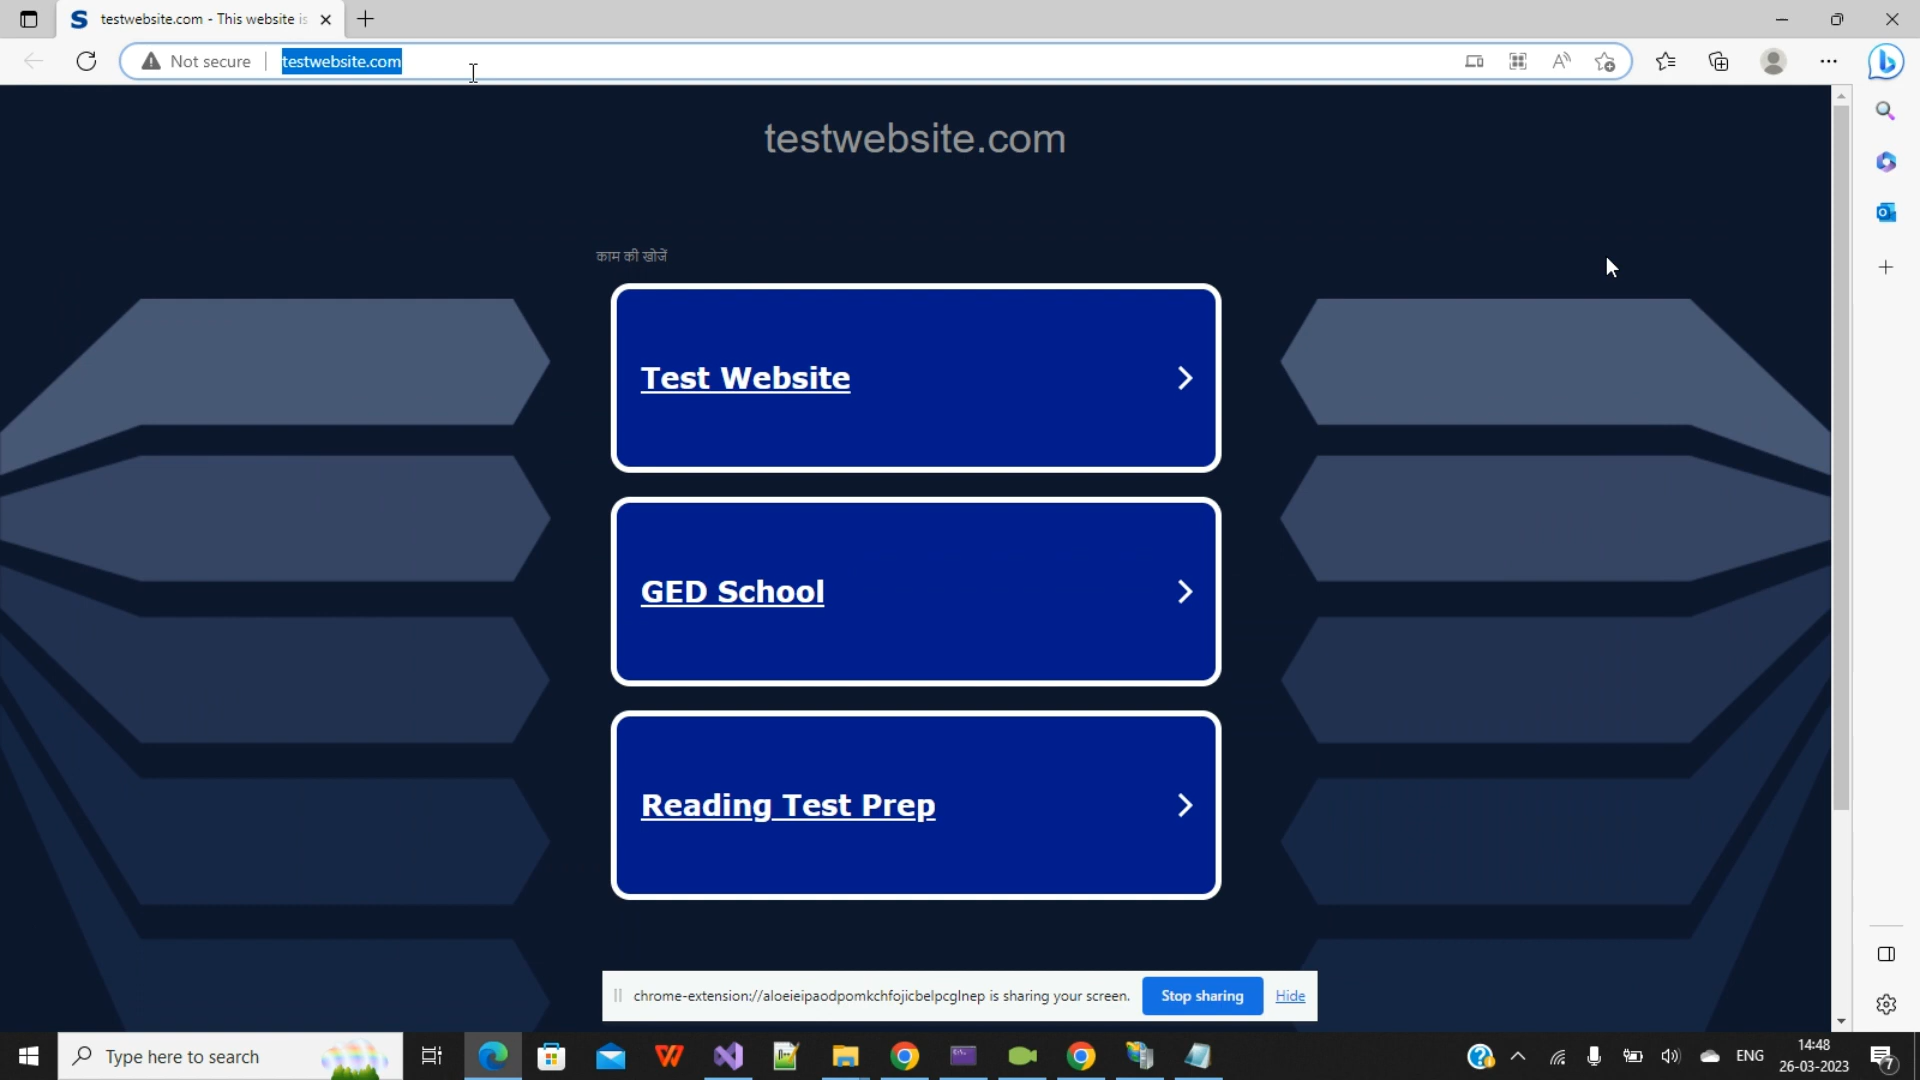 testwebsite.com - This website is
Not secure
testwebsite.com
testwebsite.com
काम की खोजें
Test Website
GED School
Reading Test Prep
chrome-extension://aloeieipaodpomkchfojicbelpcglnep is sharing your screen.
Stop sharing
Hide
Type here to search
ENG
14:48
26-03-2023
7